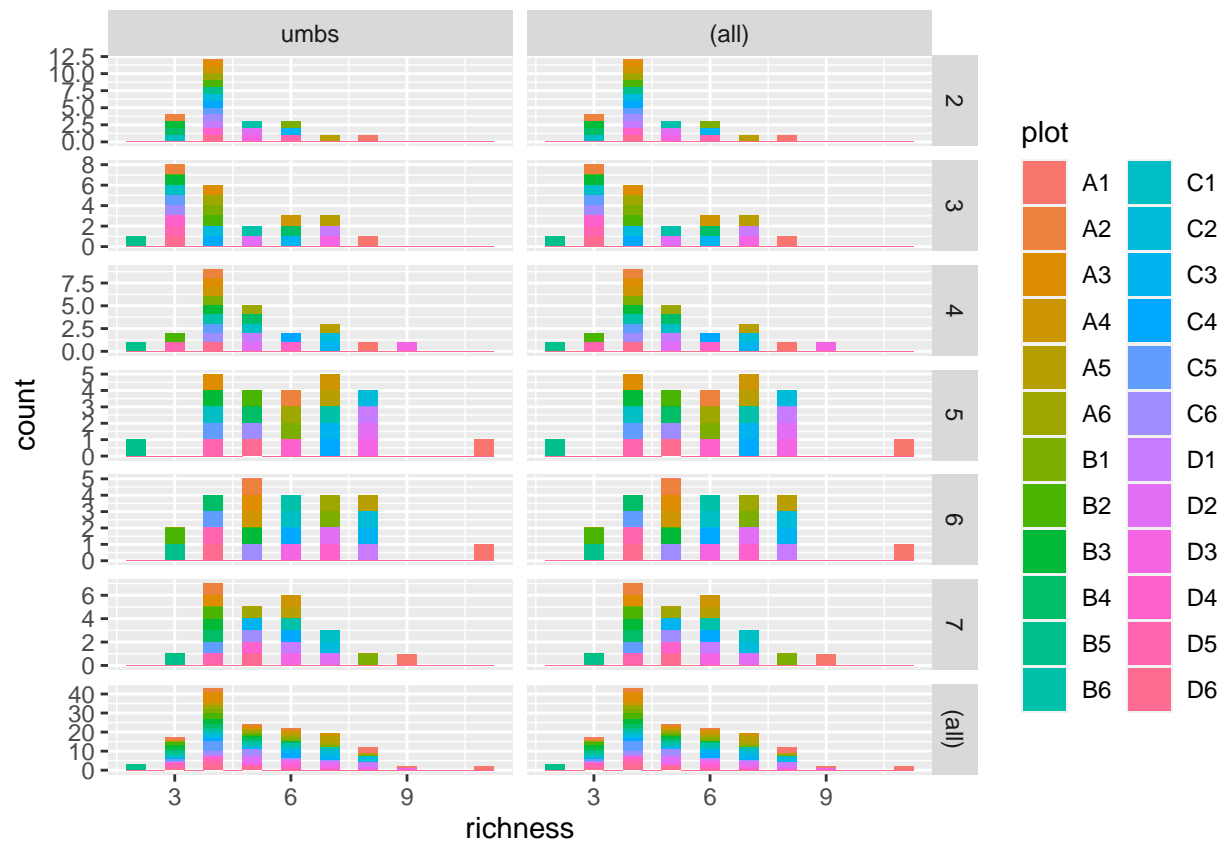 umbs (all)
12.5
10.0
7.5
5.0
2.5
0.0
2
8
6
4
2
0
3
7.5
5.0
2.5
0.0
4
5
4
3
2
1
0
5
5
4
3
2
1
0
6
6
4
2
0
7
40
30
20
10
0
(all)
3 6 9 3 6 9
richness
count
plot
A1 C1
A2 C2
A3 C3
A4 C4
A5 C5
A6 C6
B1 D1
B2 D2
B3 D3
B4 D4
B5 D5
B6 D6